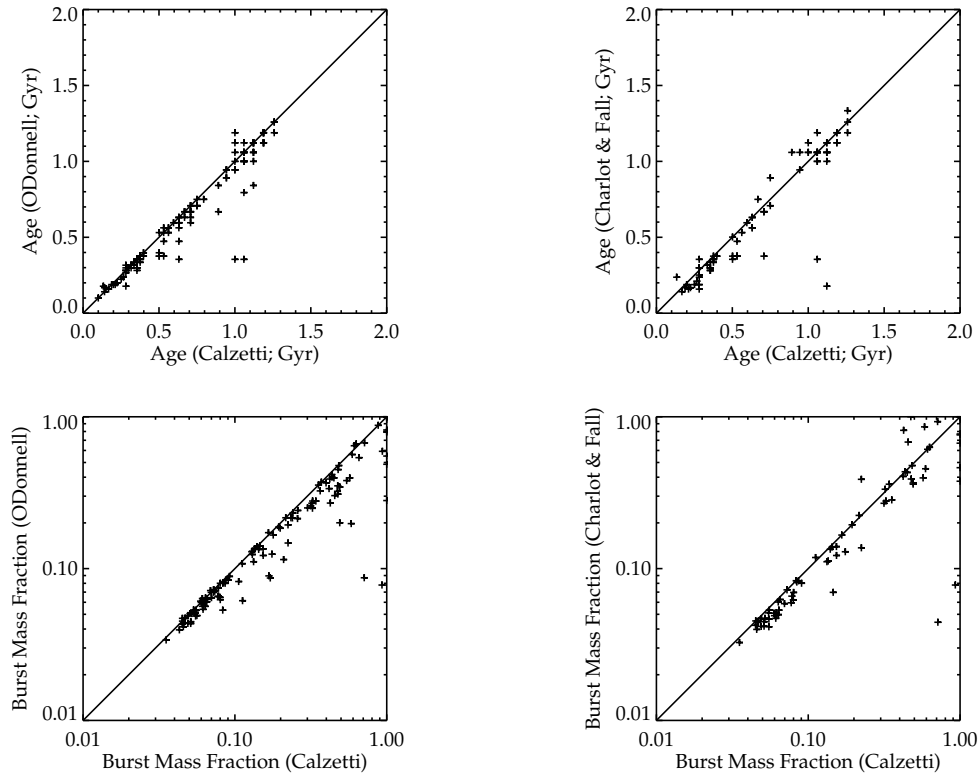 2.0
1.5
1.0
0.5
0.0
Age (ODonnell; Gyr)
0.0 0.5 1.0 1.5 2.0
Age (Calzetti; Gyr)
2.0
1.5
1.0
0.5
0.0
Age (Charlot & Fall; Gyr)
0.0 0.5 1.0 1.5 2.0
Age (Calzetti; Gyr)
1.00
0.10
0.01
Burst Mass Fraction (ODonnell)
0.01 0.10 1.00
Burst Mass Fraction (Calzetti)
1.00
0.10
0.01
Burst Mass Fraction (Charlot & Fall)
0.01 0.10 1.00
Burst Mass Fraction (Calzetti)